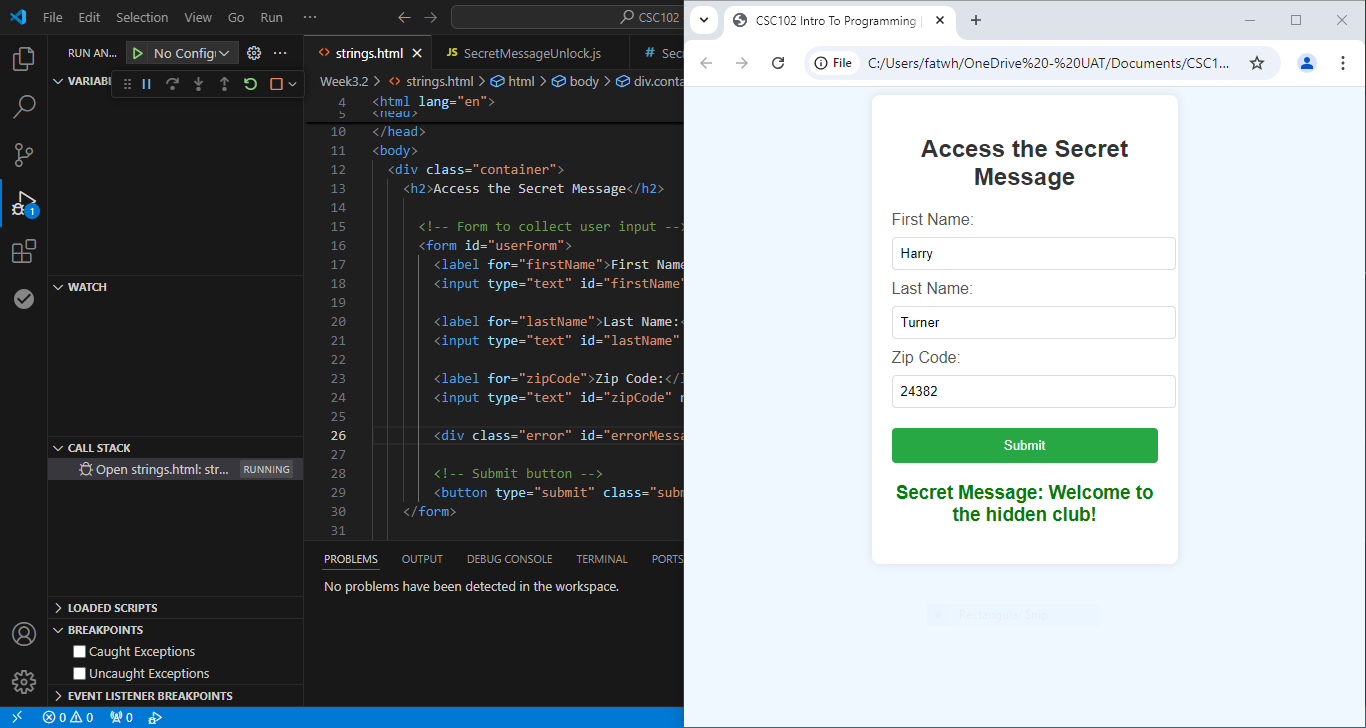 File Edit Selection View Go Run ··· CSC102
RUN AN... No Config
VARIABL
WATCH
CALL STACK
Open strings.html: str... RUNNING
LOADED SCRIPTS
BREAKPOINTS
Caught Exceptions
Uncaught Exceptions
EVENT LISTENER BREAKPOINTS
1
0 0 0
strings.html JS SecretMessageUnlock.js # Sec
Week3.2 > strings.html > html > body > div.conta
4 <html lang="en">
5 <head>
10 </head>
11 <body>
12 <div class="container">
13 <h2>Access the Secret Message</h2>
14
15 <!-- Form to collect user input --
16 <form id="userForm">
17 <label for="firstName">First Name
18 <input type="text" id="firstName"
19
20 <label for="lastName">Last Name:<
21 <input type="text" id="lastName"
22
23 <label for="zipCode">Zip Code:</l
24 <input type="text" id="zipCode"
25
26 <div class="error" id="errorMessa
27
28 <!-- Submit button -->
29 <button type="submit" class="subm
30 </form>
31
PROBLEMS OUTPUT DEBUG CONSOLE TERMINAL PORTS
No problems have been detected in the workspace.
CSC102 Intro To Programming |
File C:/Users/fatwh/OneDrive%20-%20UAT/Documents/CSC1...
Access the Secret
Message
First Name:
Harry
Last Name:
Turner
Zip Code:
24382
Submit
Secret Message: Welcome to
the hidden club!